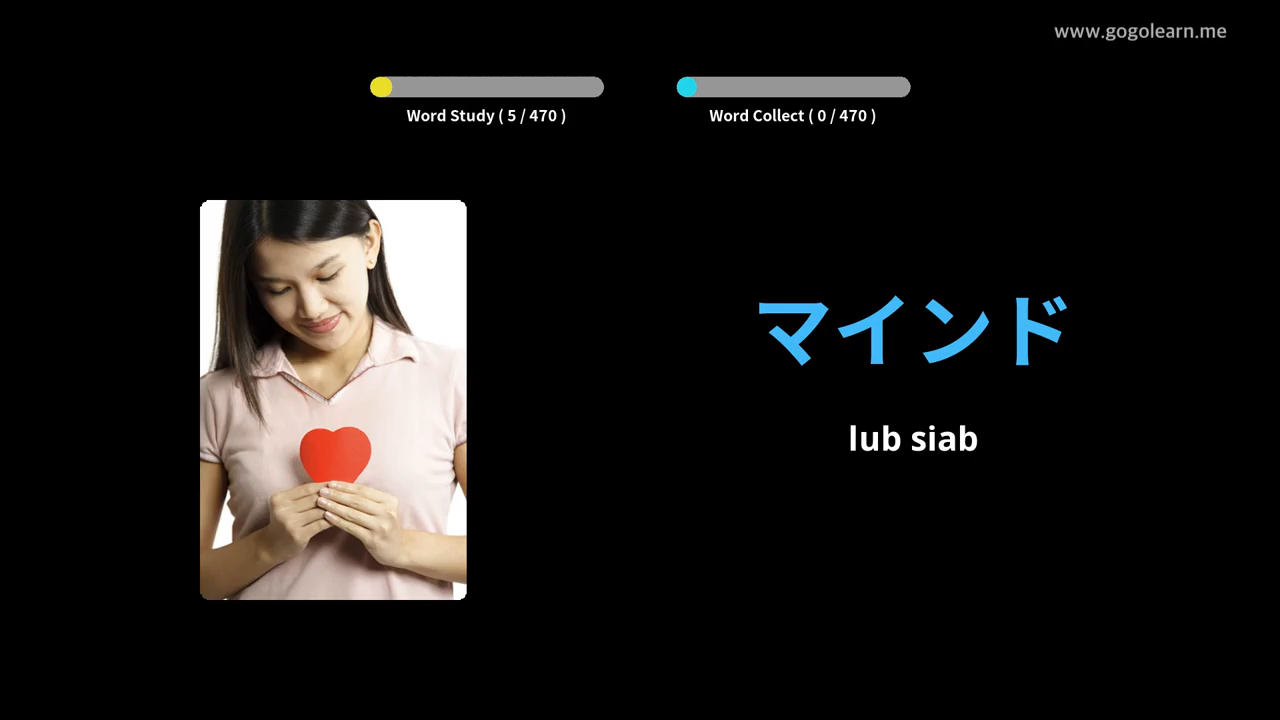 www.gogolearn.me
Word Study ( 5 / 470 )
Word Collect ( 0 / 470 )
マインド
lub siab